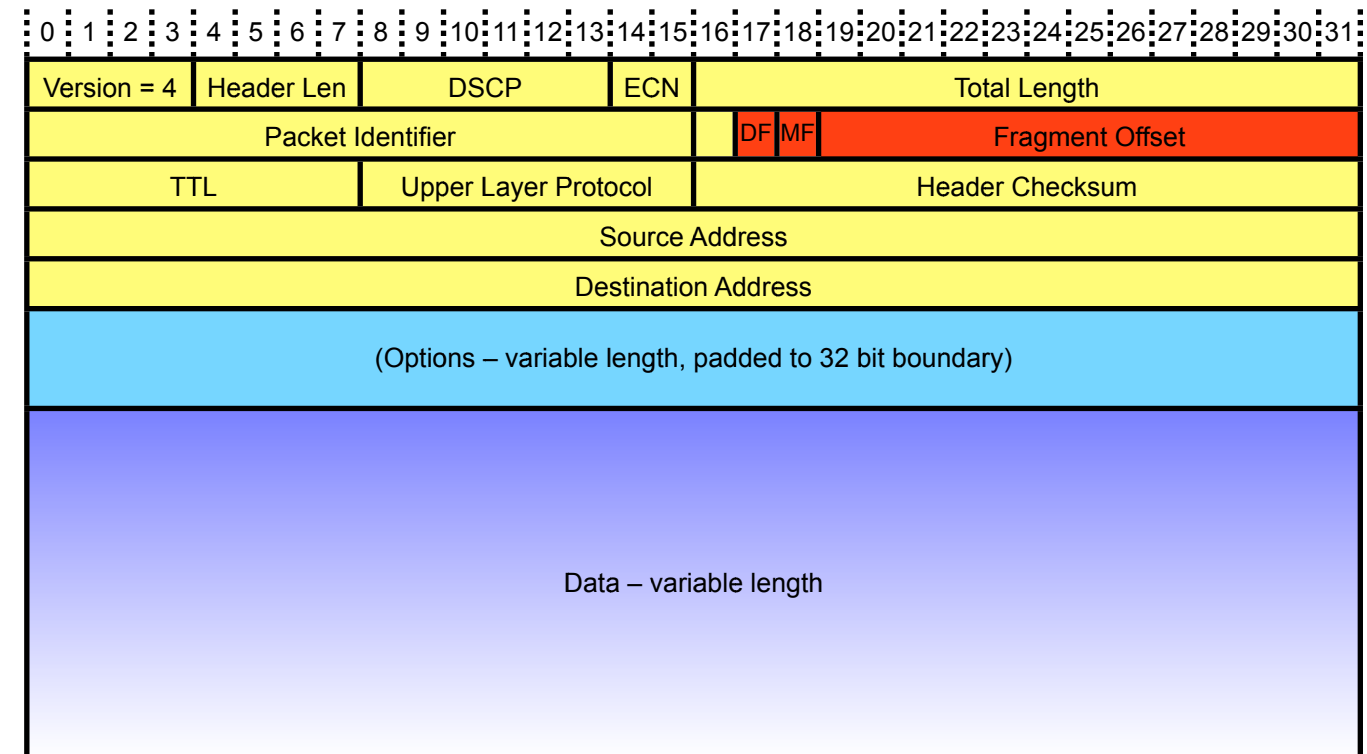 0 1 2 3 4 5 6 7 8 9 10 11 12 13 14 15 16 17 18 19 20 21 22 23 24 25 26 27 28 29 30 31
Version = 4 Header Len DSCP ECN Total Length
Packet Identifier DF MF Fragment Offset
TTL Upper Layer Protocol Header Checksum
Source Address
Destination Address
(Options – variable length, padded to 32 bit boundary)
Data – variable length